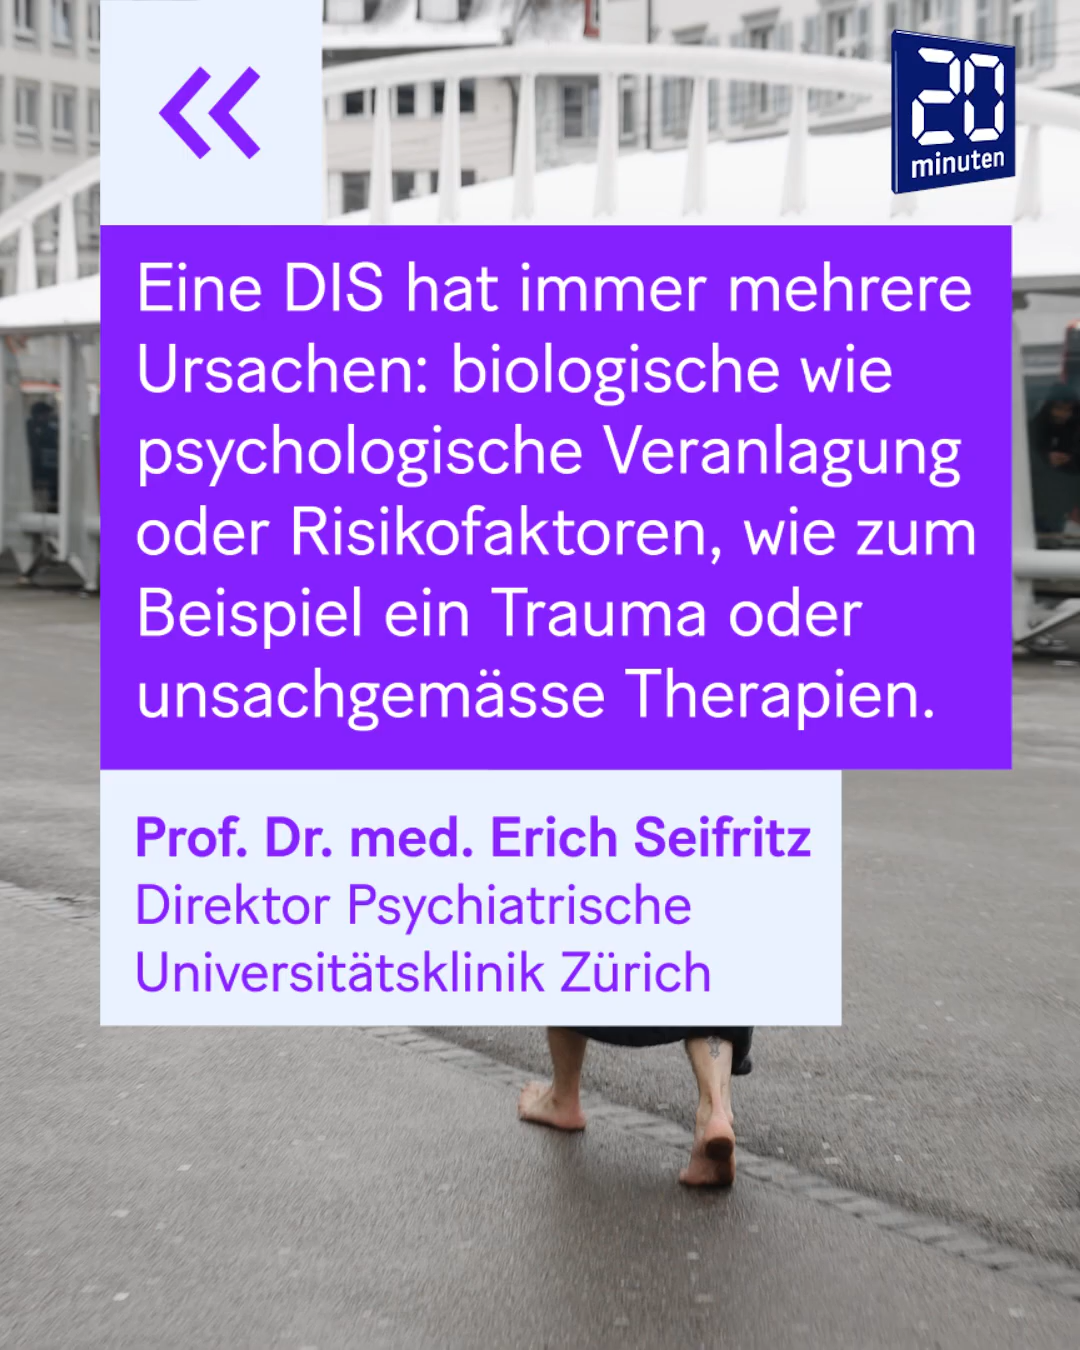 20
minuten
«
Eine DIS hat immer mehrere
Ursachen: biologische wie
psychologische Veranlagung
oder Risikofaktoren, wie zum
Beispiel ein Trauma oder
unsachgemässe Therapien.
Prof. Dr. med. Erich Seifritz
Direktor Psychiatrische
Universitätsklinik Zürich